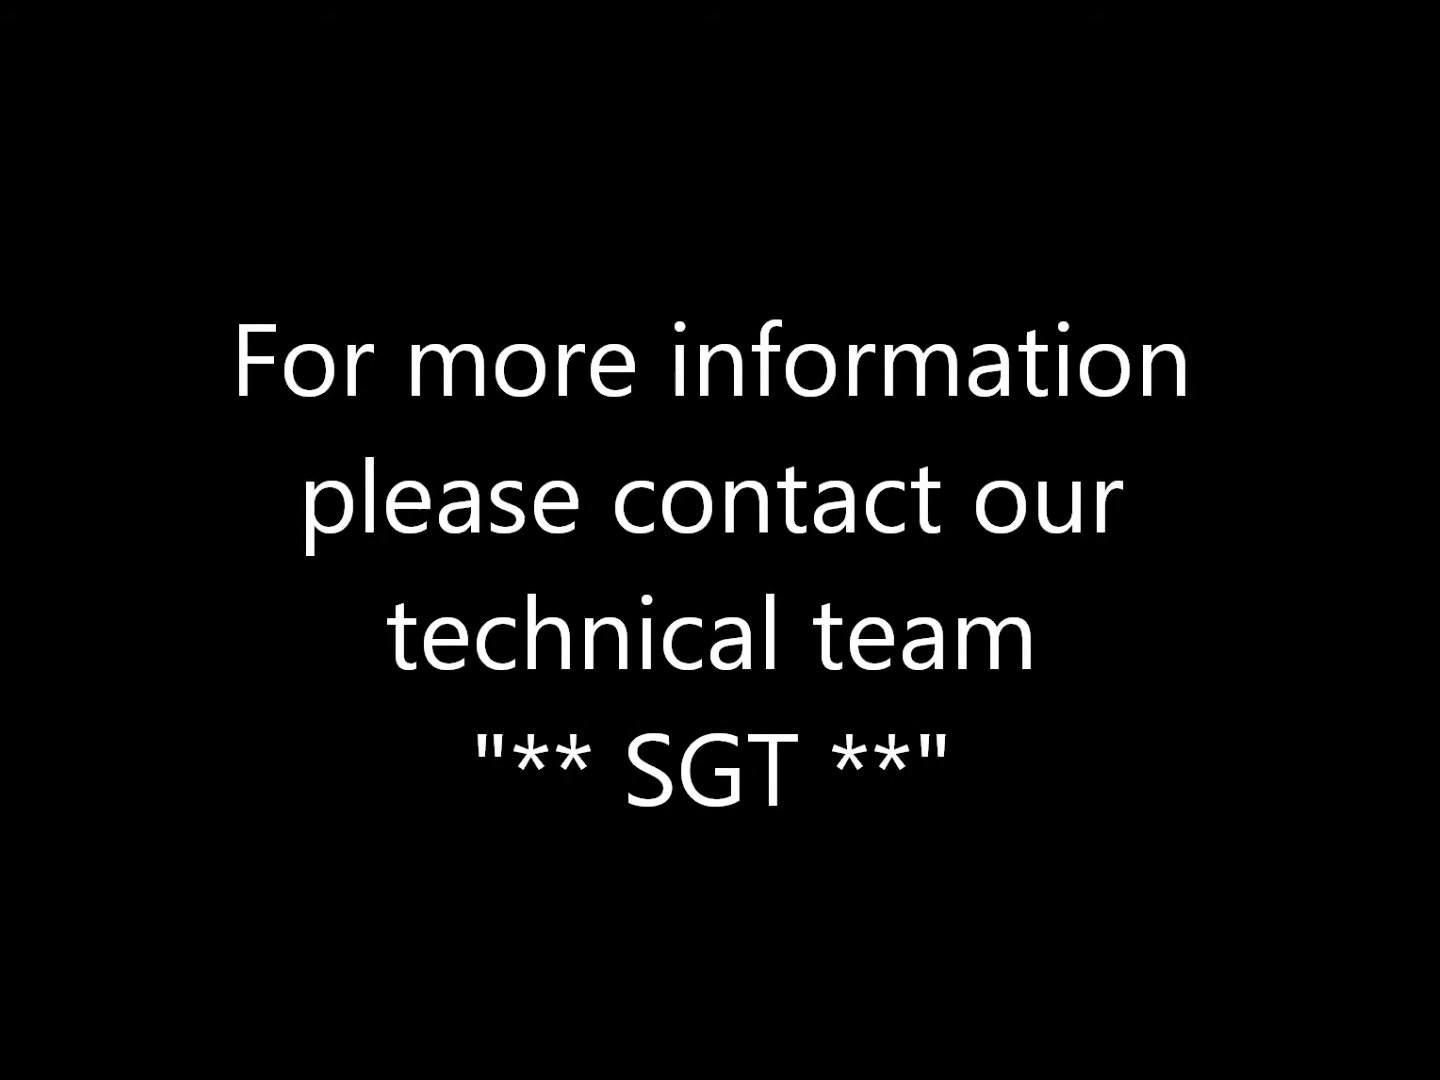 For more information
please contact our
technical team
"** SGT **"